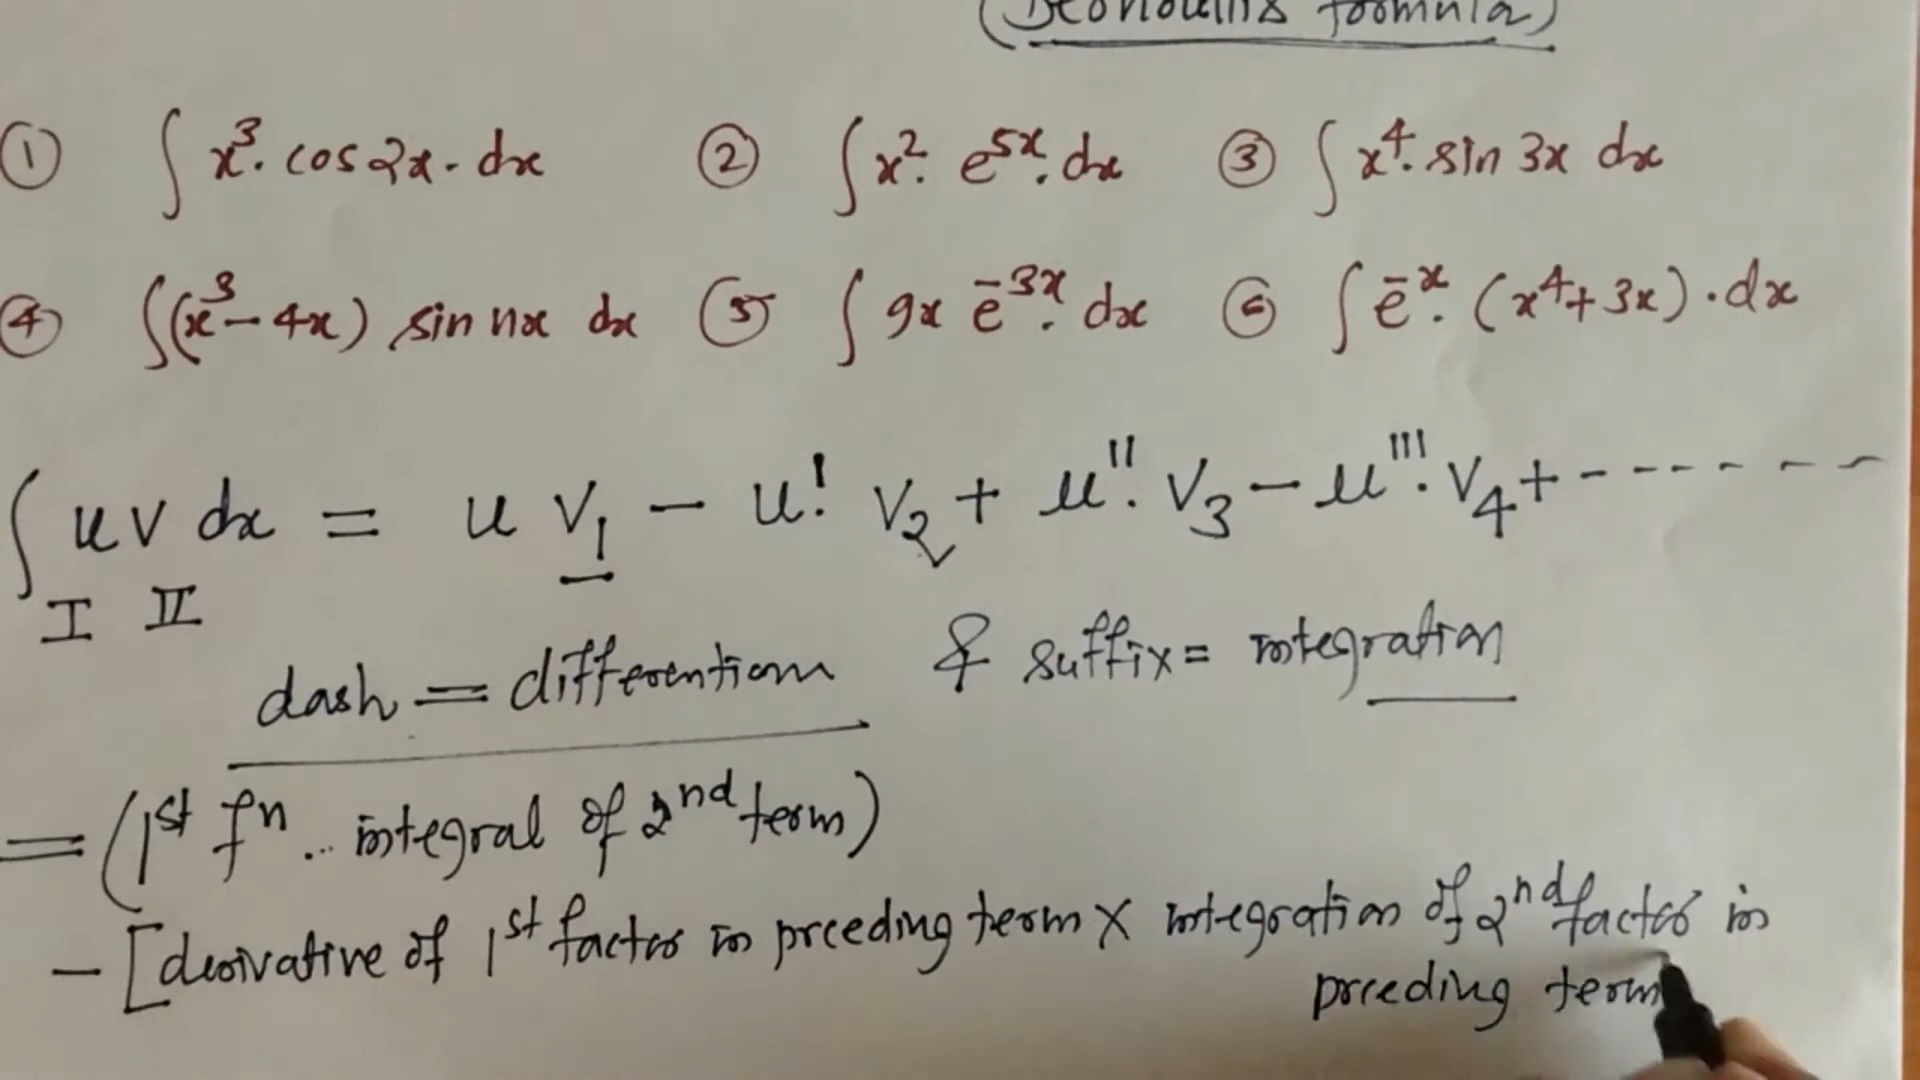 (Bernoulli's formula)
① ∫ x³. cos2x. dx ② ∫ x². e⁵ˣ. dx ③ ∫ x⁴. sin 3x dx
④ ∫(x³-4x) sin nx dx ⑤ ∫ 9x e⁻³ˣ. dx ⑥ ∫ e⁻ˣ. (x⁴+3x). dx
∫ uv dx = u v₁ - u'. v₂ + u''. v₃ - u'''. v₄ + - - - - - - -
I II
dash = differention & suffix = integration
= (1st fn .. integral of 2nd term)
- [derivative of 1st factor in preceding term X integration of 2nd factor in
preceding term